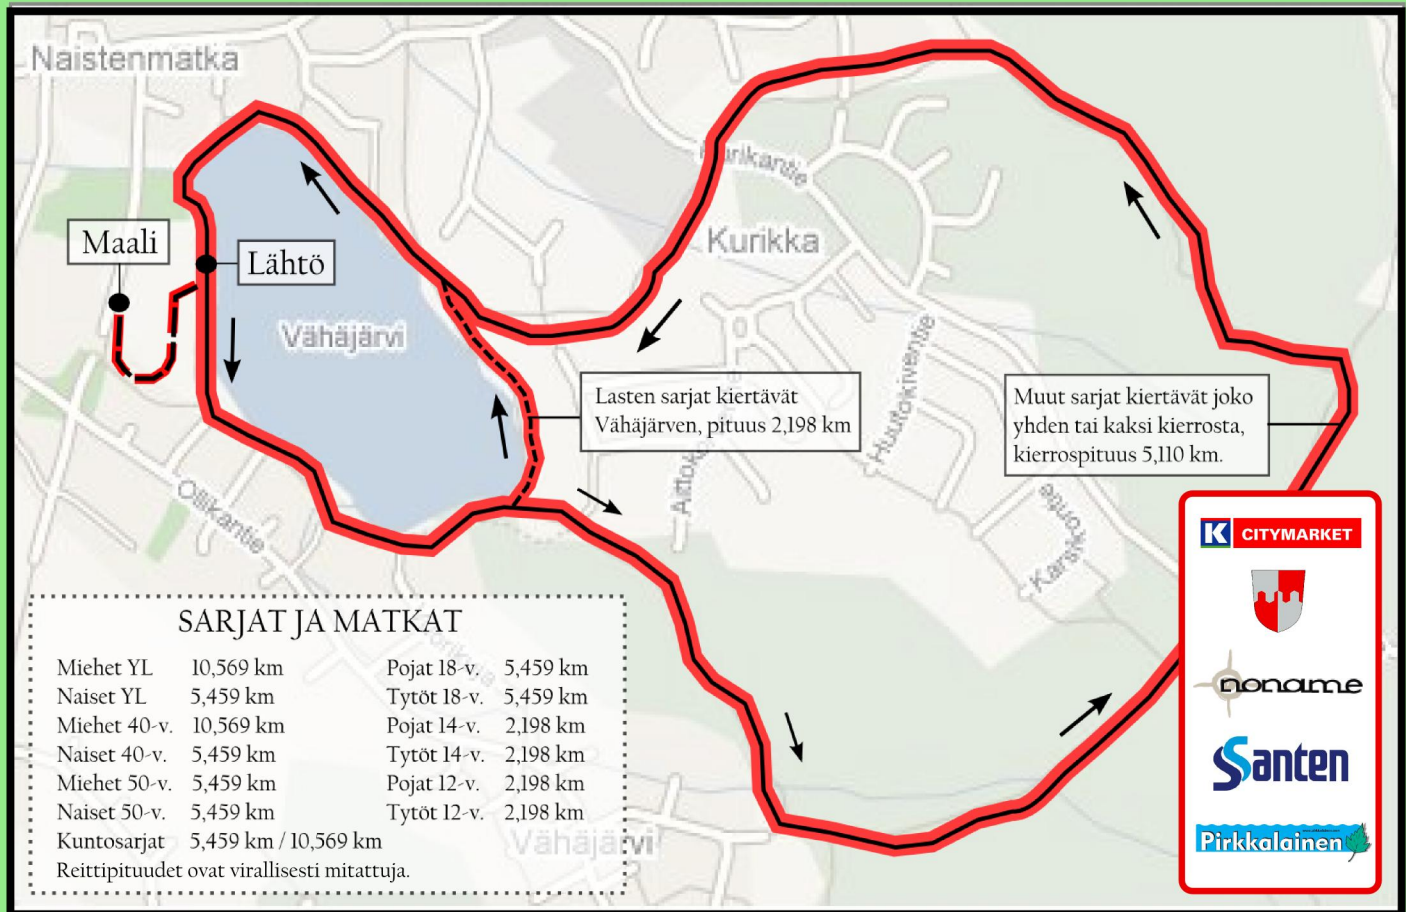 Naistenmatka
Kurikantie
Maali
Lähtö
Kurikka
Vähäjärvi
Huutokiventie
Lasten sarjat kiertävät
Vähäjärven, pituus 2,198 km
Muut sarjat kiertävät joko
yhden tai kaksi kierrosta,
kierrospituus 5,110 km.
Ollikantie
Karsikontie
K CITYMARKET
noname
Santen
Pirkkalainen
SARJAT JA MATKAT
Miehet YL 10,569 km Pojat 18-v. 5,459 km
Naiset YL 5,459 km Tytöt 18-v. 5,459 km
Miehet 40-v. 10,569 km Pojat 14-v. 2,198 km
Naiset 40-v. 5,459 km Tytöt 14-v. 2,198 km
Miehet 50-v. 5,459 km Pojat 12-v. 2,198 km
Naiset 50-v. 5,459 km Tytöt 12-v. 2,198 km
Kuntosarjat 5,459 km / 10,569 km
Reittipituudet ovat virallisesti mitattuja.
Vähäjärvi